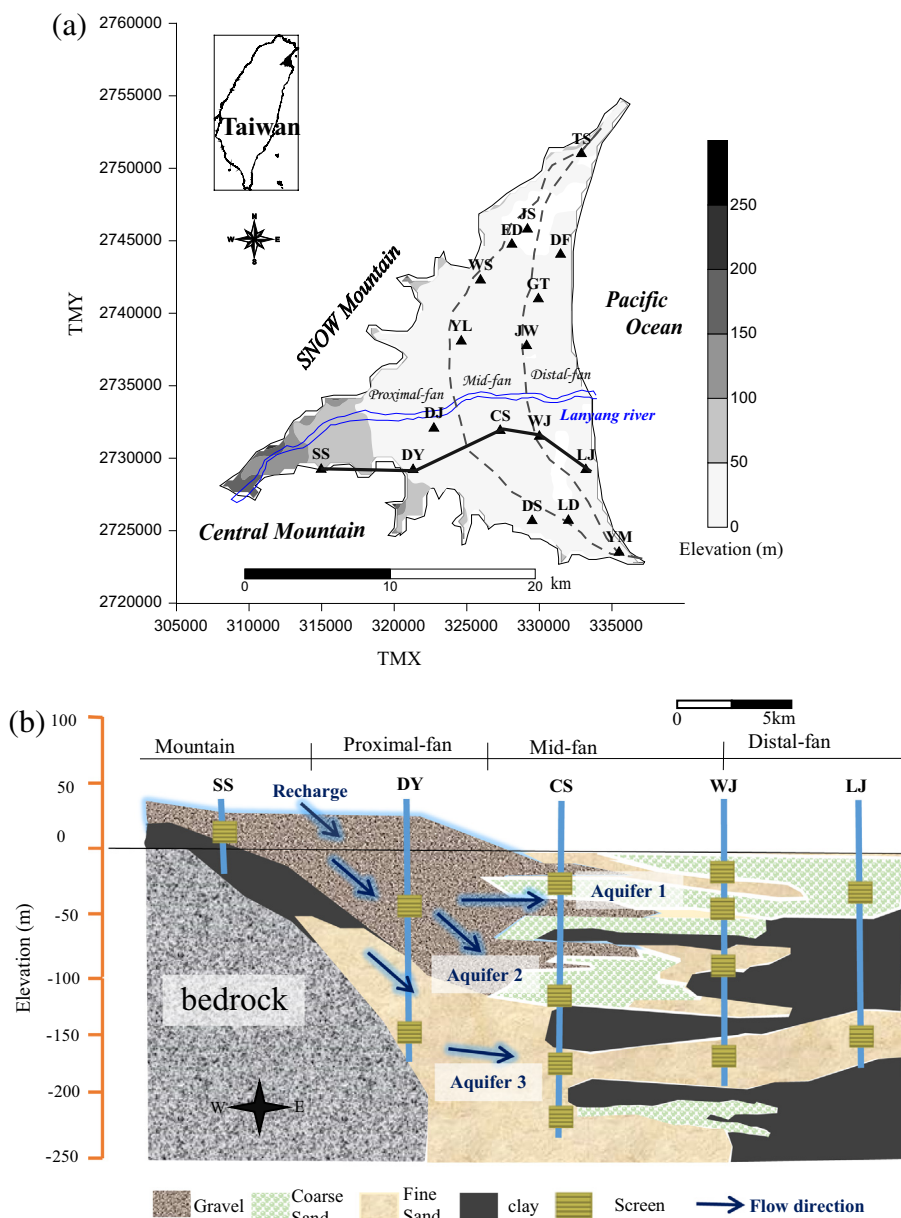 (a)
2760000
2755000
2750000
2745000
2740000
2735000
2730000
2725000
2720000
TMY
305000 310000 315000 320000 325000 330000 335000
TMX
Taiwan
N
W E
S
SNOW Mountain
Central Mountain
Pacific
Ocean
Lanyang river
Proximal-fan Mid-fan Distal-fan
TS
JS
ED
DF
WS
GT
YL
JW
DJ
CS
WJ
SS
DY
LJ
DS
LD
YM
0 10 20
km
250
200
150
100
50
0
Elevation (m)
(b)
0 5km
100
50
0
-50
-100
-150
-200
-250
Elevation (m)
Mountain Proximal-fan Mid-fan Distal-fan
SS DY CS WJ LJ
Recharge
Aquifer 1
Aquifer 2
Aquifer 3
bedrock
W E
Gravel
Coarse
Sand
Fine
Sand
clay
Screen
Flow direction